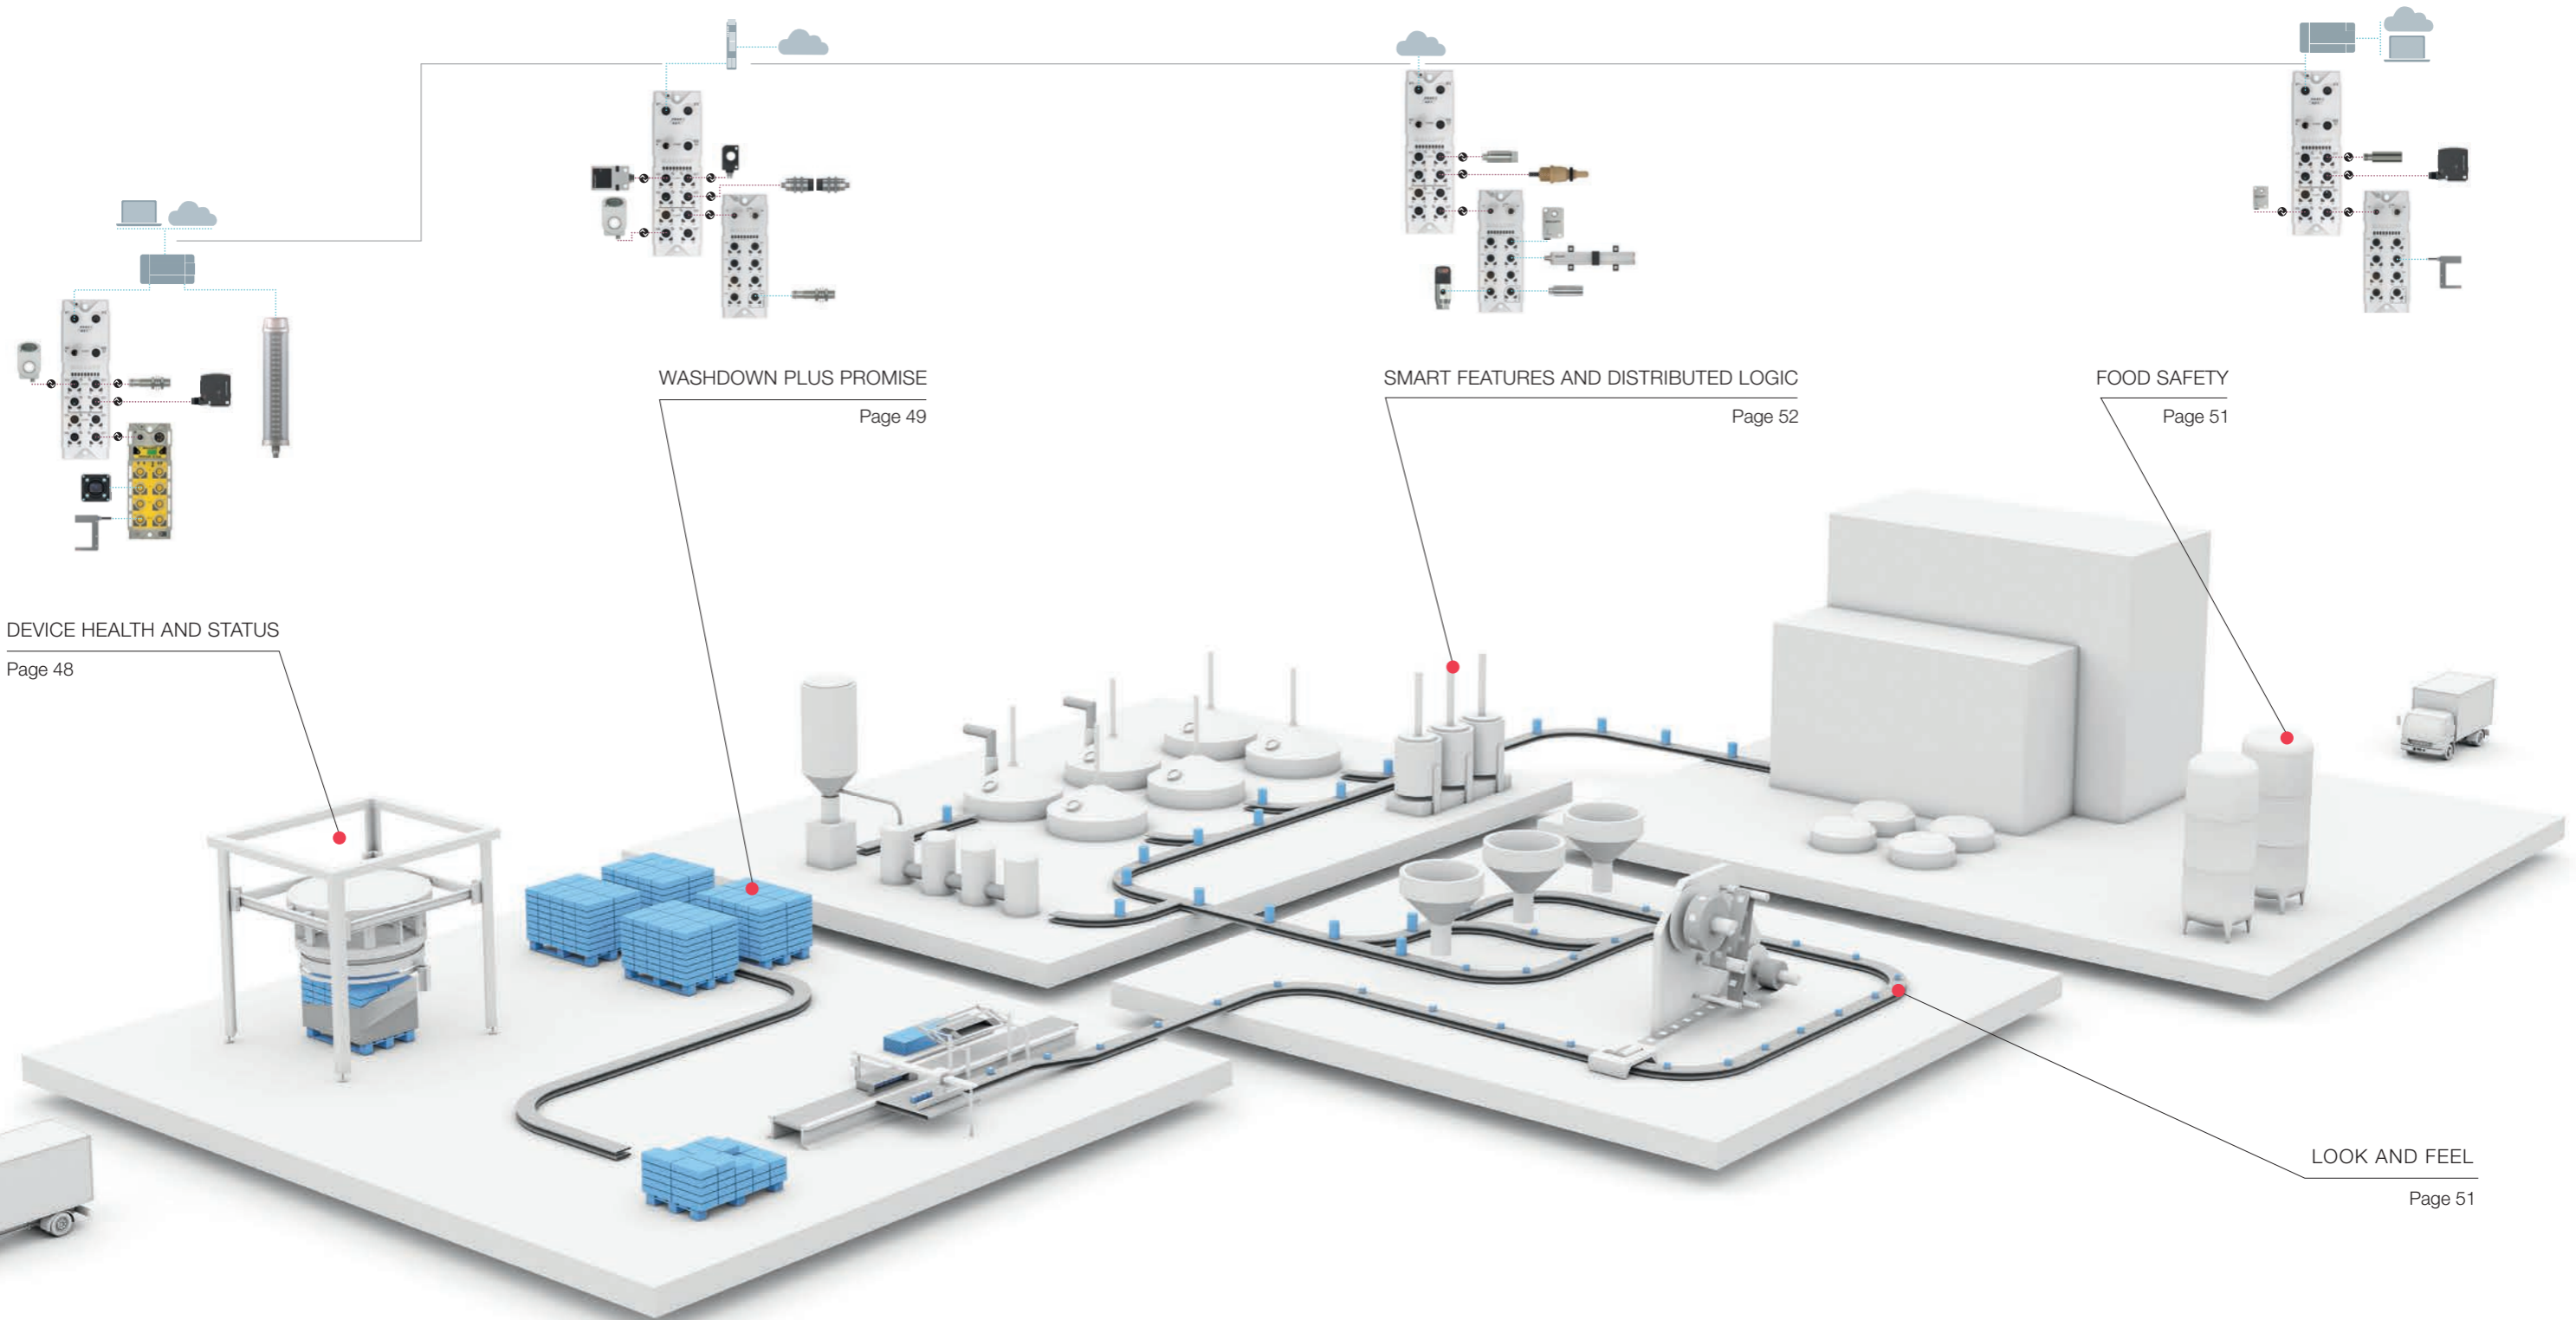 WASHDOWN PLUS PROMISE
Page 49
SMART FEATURES AND DISTRIBUTED LOGIC
Page 52
FOOD SAFETY
Page 51
DEVICE HEALTH AND STATUS
Page 48
LOOK AND FEEL
Page 51